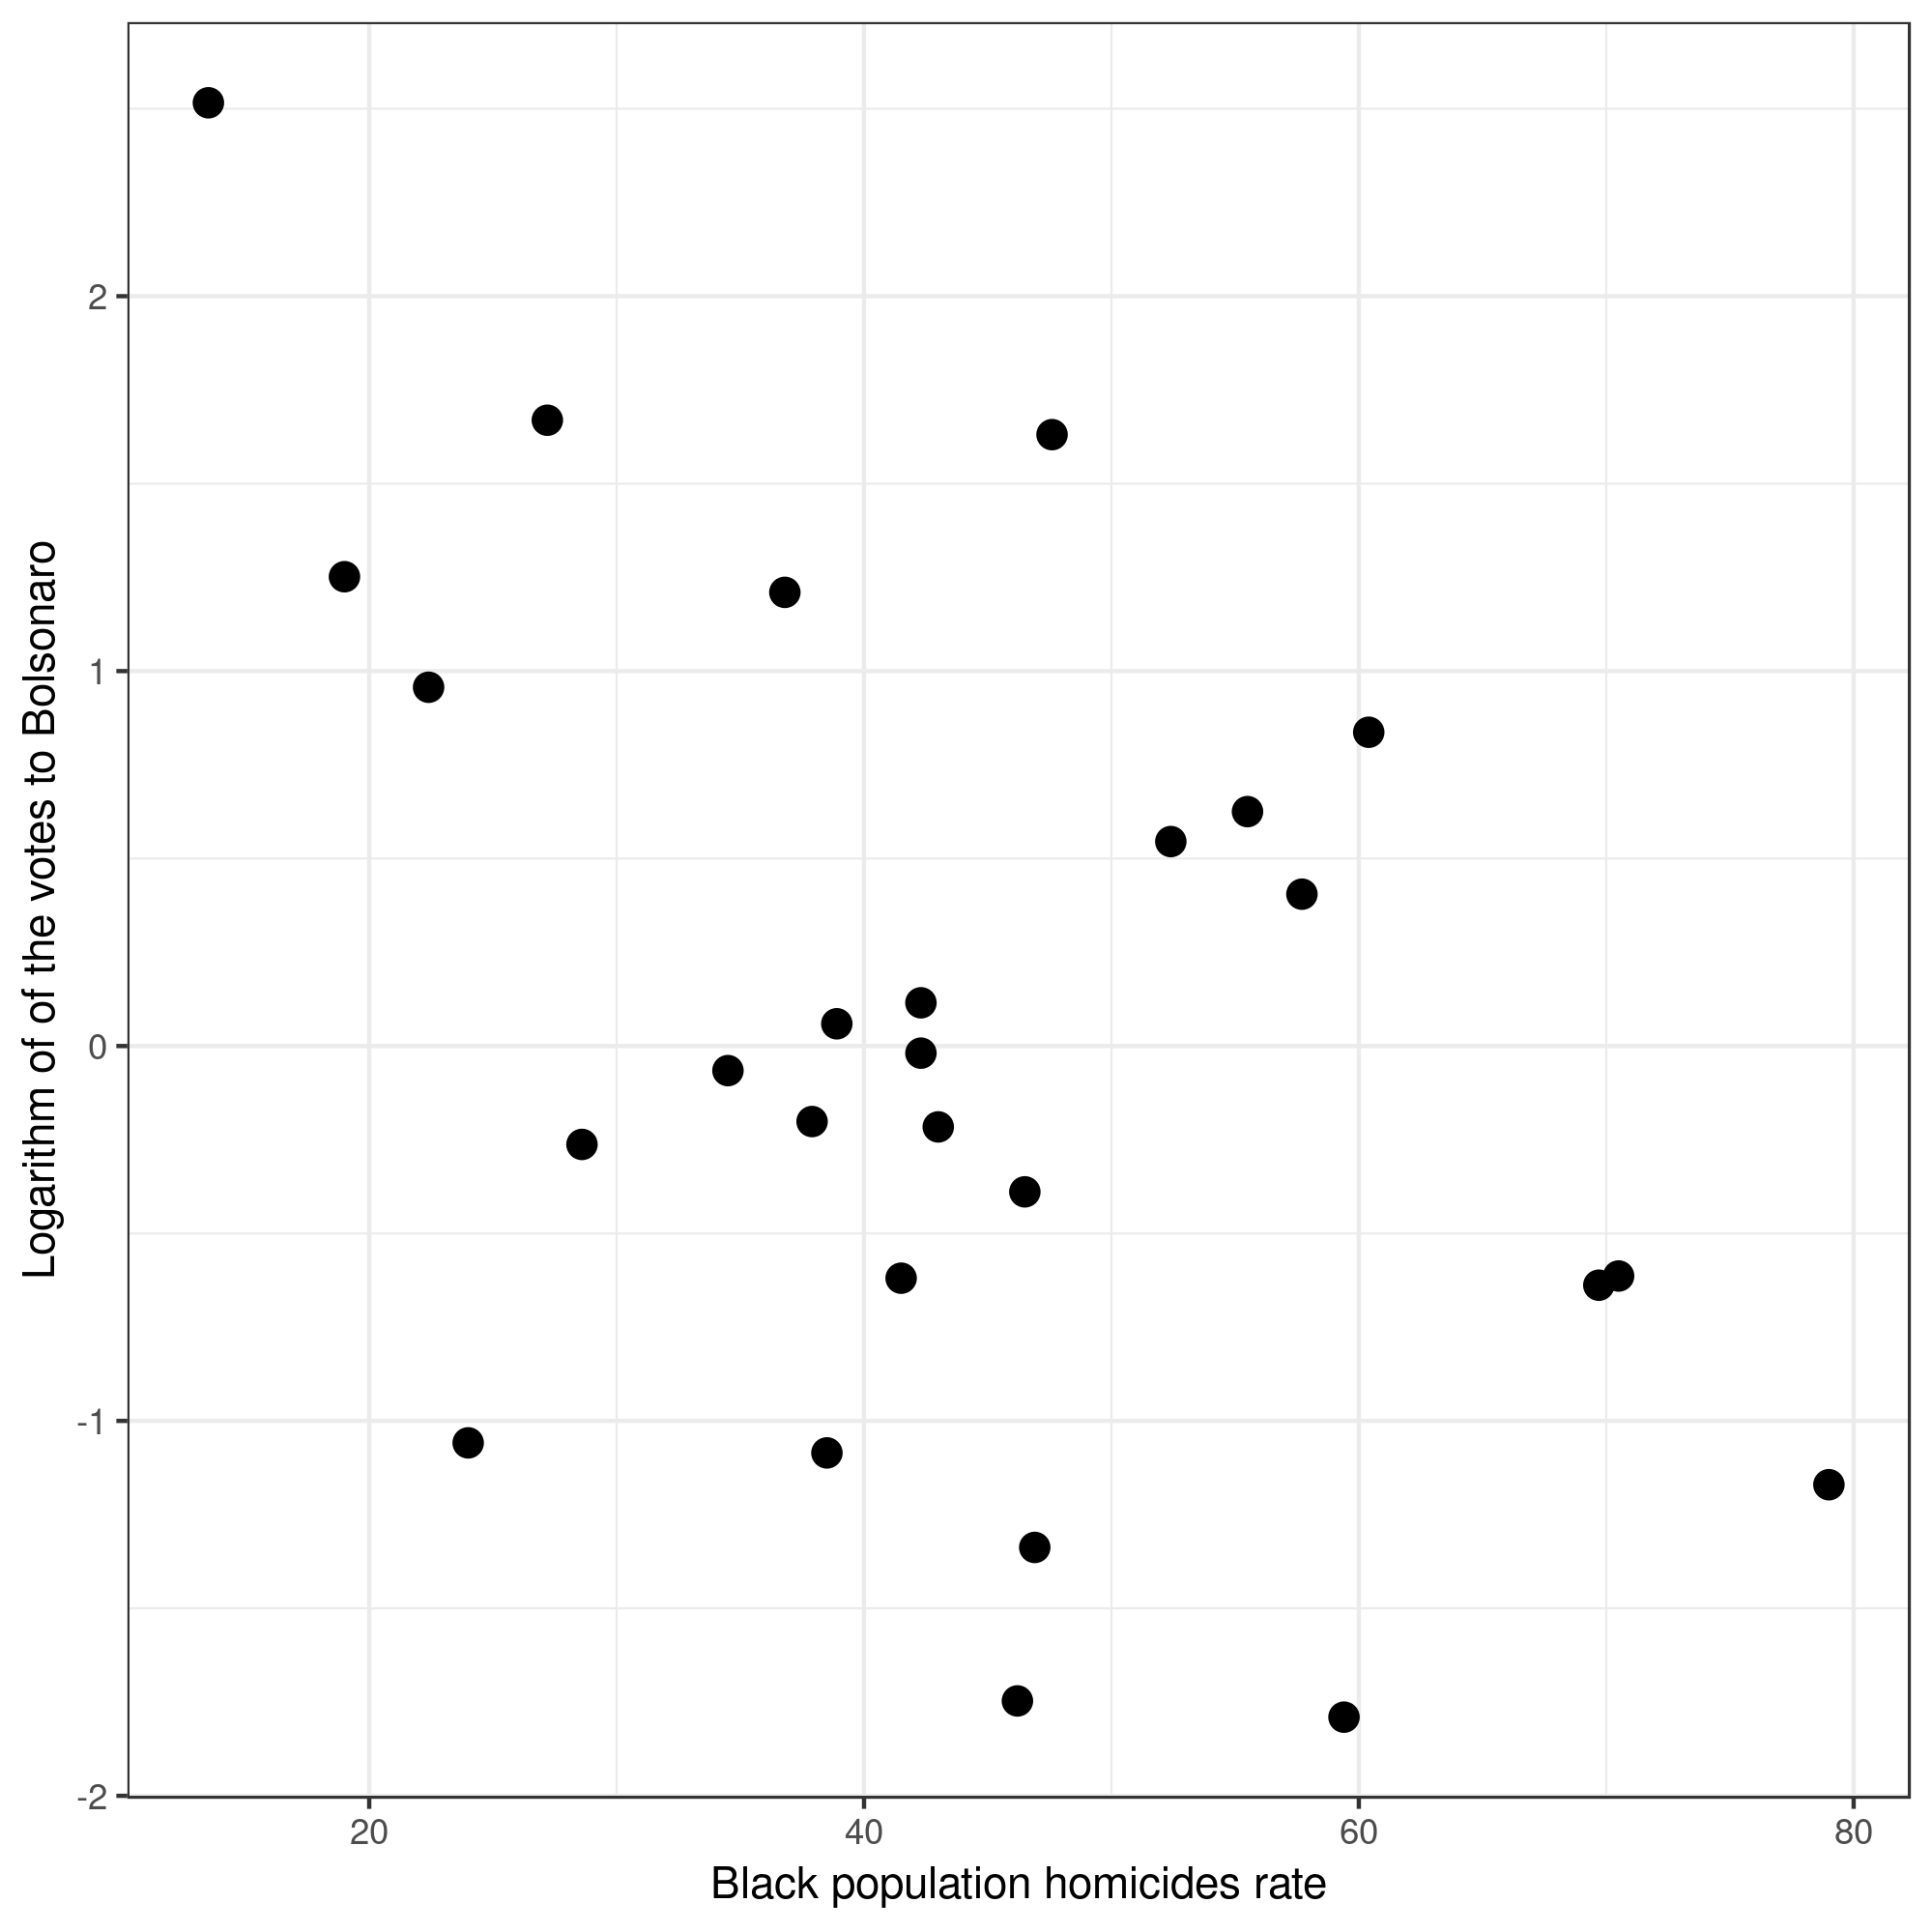 Logarithm of of the votes to Bolsonaro
2
1
0
-1
-2
20 40 60 80
Black population homicides rate